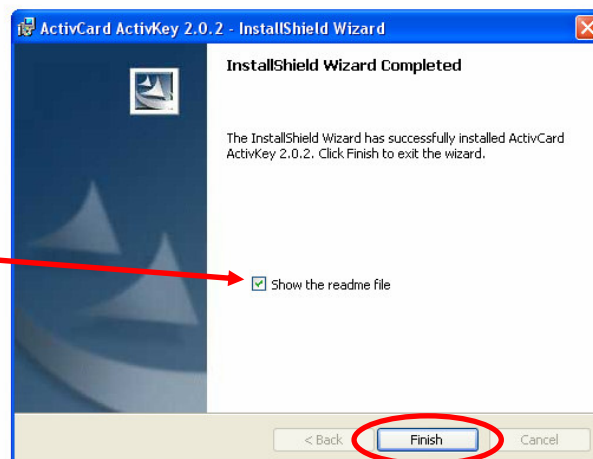 ActivCard ActivKey 2.0.2 - InstallShield Wizard
InstallShield Wizard Completed
The InstallShield Wizard has successfully installed ActivCard
ActivKey 2.0.2. Click Finish to exit the wizard.
Show the readme file
< Back
Finish
Cancel